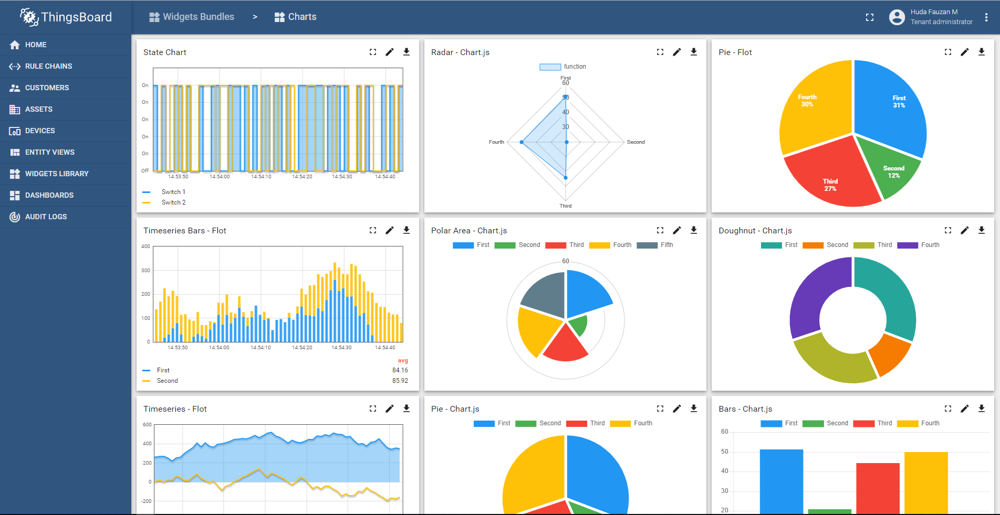 ThingsBoard
Widgets Bundles > Charts
Huda Fauzan M
Tenant administrator
HOME
RULE CHAINS
CUSTOMERS
ASSETS
DEVICES
ENTITY VIEWS
WIDGETS LIBRARY
DASHBOARDS
AUDIT LOGS
State Chart
On
On
On
On
On
Off
14:53:50 14:54:00 14:54:10 14:54:20 14:54:30 14:54:40
Switch 1
Switch 2
Radar - Chart.js
function
First
60
50
40
30
Fourth
Second
Third
Pie - Flot
First
31%
Second
12%
Third
27%
Fourth
30%
Timeseries Bars - Flot
400
300
200
100
0
14:53:50 14:54:00 14:54:10 14:54:20 14:54:30 14:54:40
avg
First 84.16
Second 85.92
Polar Area - Chart.js
First Second Third Fourth Fifth
60
Doughnut - Chart.js
First Second Third Fourth
Timeseries - Flot
600
400
200
0
-200
Pie - Chart.js
First Second Third Fourth
Bars - Chart.js
First Second Third Fourth
60
50
40
30
20